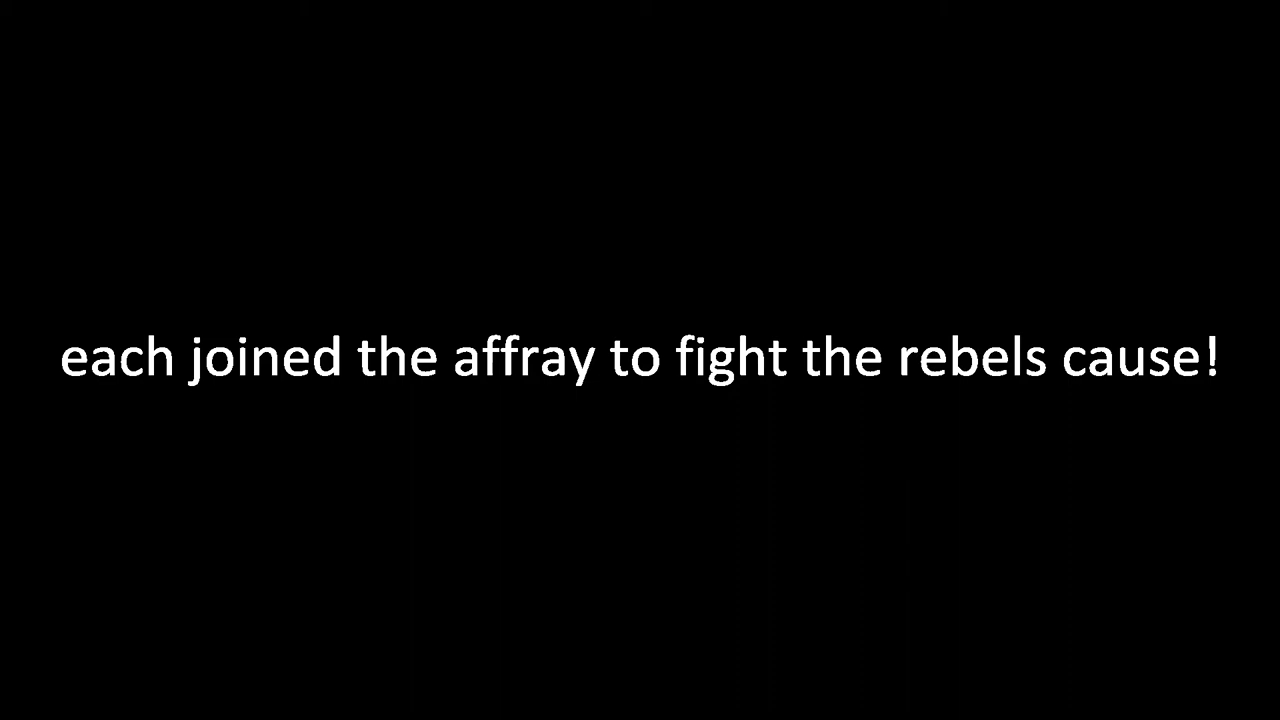 each joined the affray to fight the rebels cause!